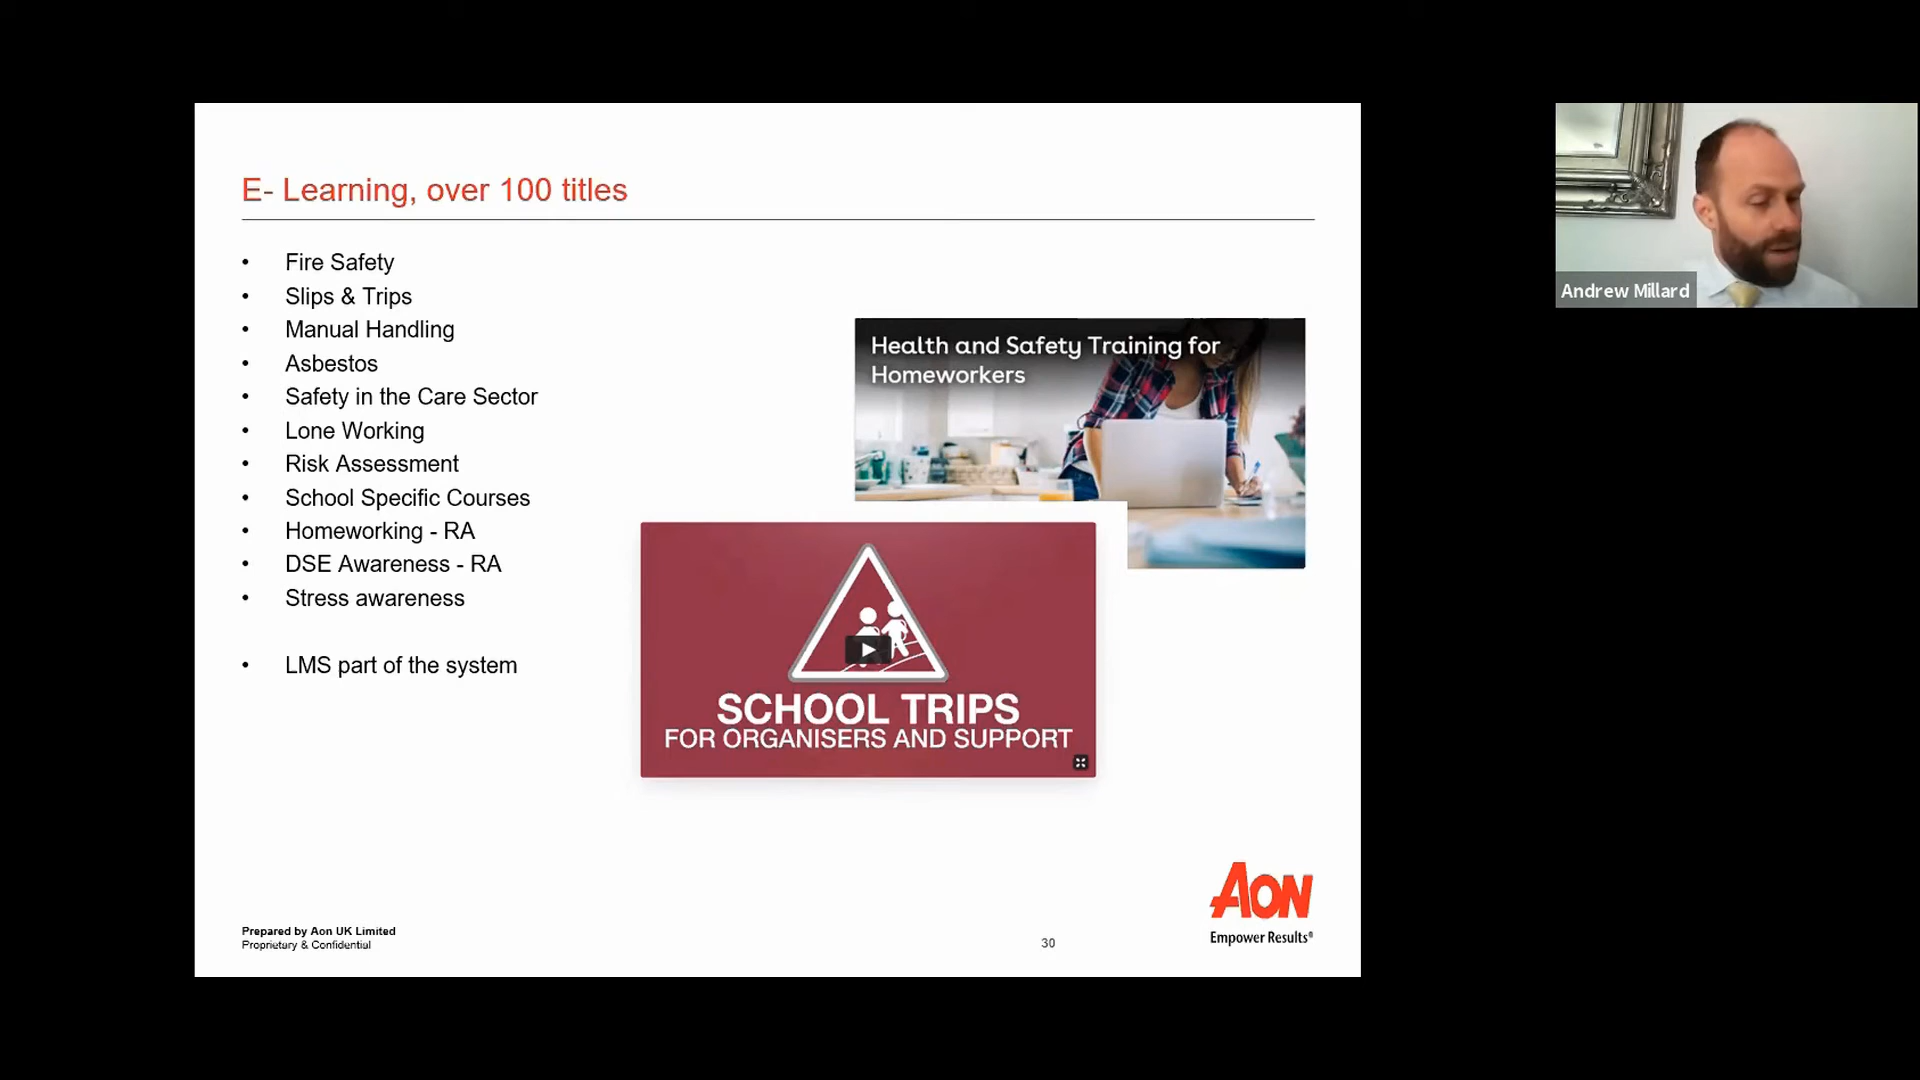 E- Learning, over 100 titles
• Fire Safety
• Slips & Trips
• Manual Handling
• Asbestos
• Safety in the Care Sector
• Lone Working
• Risk Assessment
• School Specific Courses
• Homeworking - RA
• DSE Awareness - RA
• Stress awareness
• LMS part of the system
Health and Safety Training for
Homeworkers
SCHOOL TRIPS
FOR ORGANISERS AND SUPPORT
Prepared by Aon UK Limited
Proprietary & Confidential
30
AON
Empower Results®
Andrew Millard